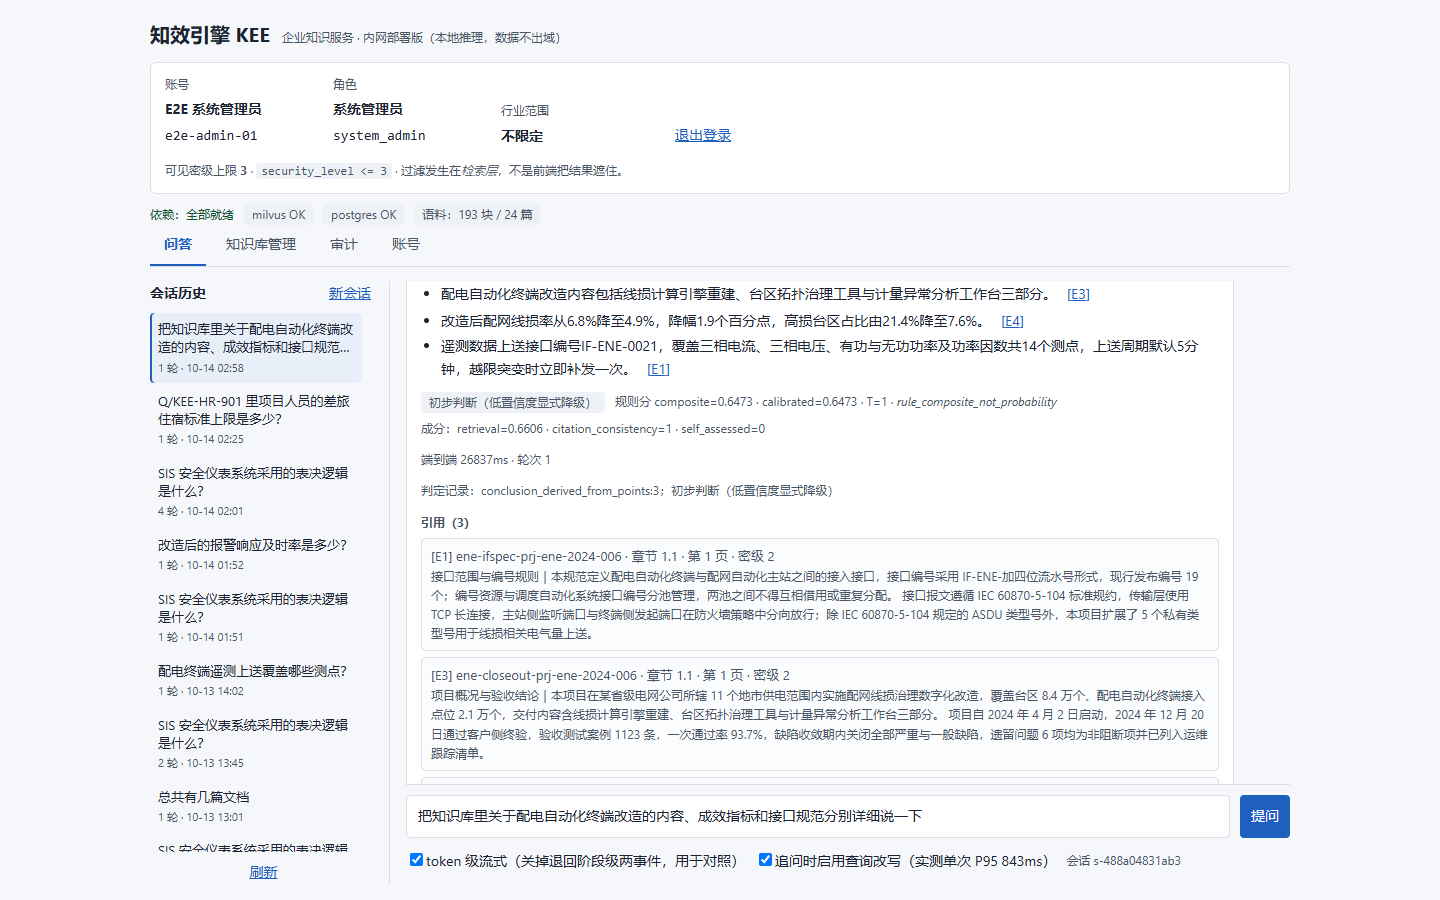 知效引擎 KEE 企业知识服务 · 内网部署版（本地推理，数据不出域）
账号 角色
E2E 系统管理员 系统管理员 行业范围
e2e-admin-01 system_admin 不限定 退出登录
可见密级上限 3 · security_level <= 3 · 过滤发生在检索层，不是前端把结果遮住。
依赖：全部就绪 milvus OK postgres OK 语料：193 块 / 24 篇
问答 知识库管理 审计 账号
会话历史 新会话
把知识库里关于配电自动化终端改
造的内容、成效指标和接口规范...
1 轮 · 10-14 02:58
Q/KEE-HR-901 里项目人员的差旅
住宿标准上限是多少？
1 轮 · 10-14 02:25
SIS 安全仪表系统采用的表决逻辑
是什么？
4 轮 · 10-14 02:01
改造后的报警响应及时率是多少？
1 轮 · 10-14 01:52
SIS 安全仪表系统采用的表决逻辑
是什么？
1 轮 · 10-14 01:51
配电终端遥测上送覆盖哪些测点？
1 轮 · 10-13 14:02
SIS 安全仪表系统采用的表决逻辑
是什么？
2 轮 · 10-13 13:45
总共有几篇文档
1 轮 · 10-13 13:01
SIS 安全仪表系统采用的表决逻辑
刷新
配电自动化终端改造内容包括线损计算引擎重建、台区拓扑治理工具与计量异常分析工作台三部分。 [E3]
改造后配网线损率从6.8%降至4.9%，降幅1.9个百分点，高损台区占比由21.4%降至7.6%。 [E4]
遥测数据上送接口编号IF-ENE-0021，覆盖三相电流、三相电压、有功与无功功率及功率因数共14个测点，上送周期默认5分
钟，越限突变时立即补发一次。 [E1]
初步判断（低置信度显式降级） 规则分 composite=0.6473 · calibrated=0.6473 · T=1 · rule_composite_not_probability
成分：retrieval=0.6606 · citation_consistency=1 · self_assessed=0
端到端 26837ms · 轮次 1
判定记录：conclusion_derived_from_points:3；初步判断（低置信度显式降级）
引用（3）
[E1] ene-ifspec-prj-ene-2024-006 · 章节 1.1 · 第 1 页 · 密级 2
接口范围与编号规则 | 本规范定义配电自动化终端与配网自动化主站之间的接入接口，接口编号采用 IF-ENE-加四位流水号形式，现行发布编号 19
个；编号资源与调度自动化系统接口编号分池管理，两池之间不得互相借用或重复分配。 接口报文遵循 IEC 60870-5-104 标准规约，传输层使用
TCP 长连接，主站侧监听端口与终端侧发起端口在防火墙策略中分向放行；除 IEC 60870-5-104 规定的 ASDU 类型号外，本项目扩展了 5 个私有类
型号用于线损相关电气量上送。
[E3] ene-closeout-prj-ene-2024-006 · 章节 1.1 · 第 1 页 · 密级 2
项目概况与验收结论 | 本项目在某省级电网公司所辖 11 个地市供电范围内实施配网线损治理数字化改造，覆盖台区 8.4 万个、配电自动化终端接入
点位 2.1 万个，交付内容含线损计算引擎重建、台区拓扑治理工具与计量异常分析工作台三部分。 项目自 2024 年 4 月 2 日启动，2024 年 12 月 20
日通过客户侧终验，验收测试案例 1123 条，一次通过率 93.7%，缺陷收敛期内关闭全部严重与一般缺陷，遗留问题 6 项均为非阻断项并已列入运维
跟踪清单。
把知识库里关于配电自动化终端改造的内容、成效指标和接口规范分别详细说一下
提问
token 级流式（关掉退回阶段级两事件，用于对照） 追问时启用查询改写（实测单次 P95 843ms） 会话 s-488a04831ab3